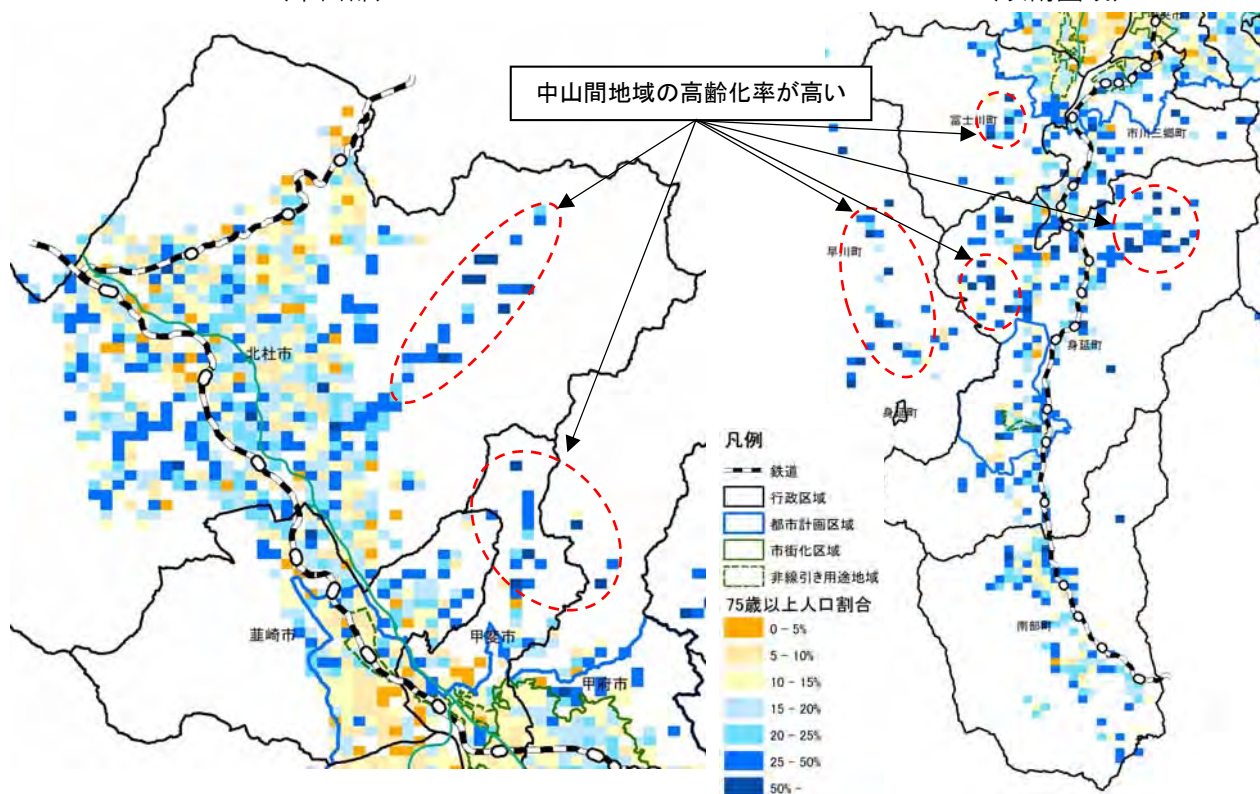 中山間地域の高齢化率が高い
北杜市
韮崎市
甲斐市
甲府市
富士川町
市川三郷町
早川町
身延町
身延町
南部町
凡例
鉄道
行政区域
都市計画区域
市街化区域
非線引き用途地域
75歳以上人口割合
0 - 5%
5 - 10%
10 - 15%
15 - 20%
20 - 25%
25 - 50%
50% -